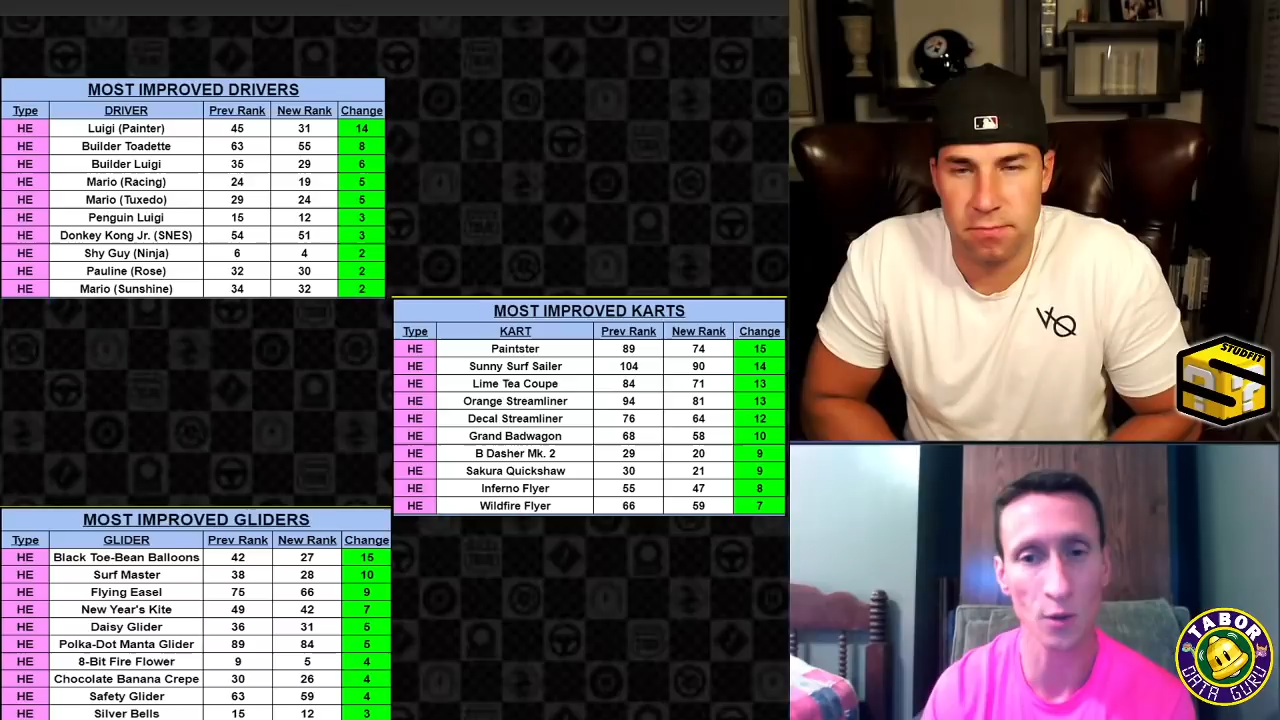 MOST IMPROVED DRIVERS
Type DRIVER Prev Rank New Rank Change
HE Luigi (Painter) 45 31 14
HE Builder Toadette 63 55 8
HE Builder Luigi 35 29 6
HE Mario (Racing) 24 19 5
HE Mario (Tuxedo) 29 24 5
HE Penguin Luigi 15 12 3
HE Donkey Kong Jr. (SNES) 54 51 3
HE Shy Guy (Ninja) 6 4 2
HE Pauline (Rose) 32 30 2
HE Mario (Sunshine) 34 32 2
MOST IMPROVED KARTS
Type KART Prev Rank New Rank Change
HE Paintster 89 74 15
HE Sunny Surf Sailer 104 90 14
HE Lime Tea Coupe 84 71 13
HE Orange Streamliner 94 81 13
HE Decal Streamliner 76 64 12
HE Grand Badwagon 68 58 10
HE B Dasher Mk. 2 29 20 9
HE Sakura Quickshaw 30 21 9
HE Inferno Flyer 55 47 8
HE Wildfire Flyer 66 59 7
MOST IMPROVED GLIDERS
Type GLIDER Prev Rank New Rank Change
HE Black Toe-Bean Balloons 42 27 15
HE Surf Master 38 28 10
HE Flying Easel 75 66 9
HE New Year's Kite 49 42 7
HE Daisy Glider 36 31 5
HE Polka-Dot Manta Glider 89 84 5
HE 8-Bit Fire Flower 9 5 4
HE Chocolate Banana Crepe 30 26 4
HE Safety Glider 63 59 4
HE Silver Bells 15 12 3
VQ
STUDFIT
TABOR
DATA GURU